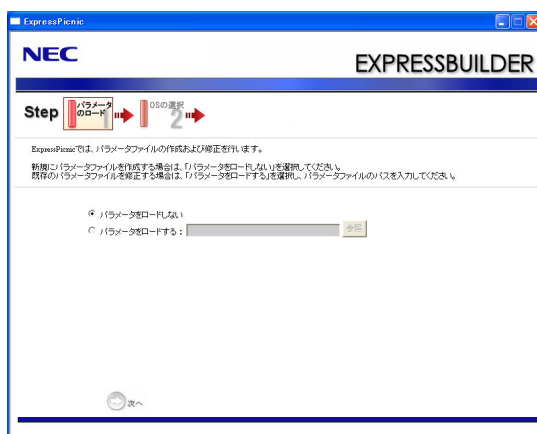 ExpressPicnic
NEC
EXPRESSBUILDER
Step パラメータのロード 1 OSの選択 2
ExpressPicnicでは、パラメータファイルの作成および修正を行います。
新規にパラメータファイルを作成する場合は、「パラメータをロードしない」を選択してください。
既存のパラメータファイルを修正する場合は、「パラメータをロードする」を選択し、パラメータファイルのパスを入力してください。
パラメータをロードしない
パラメータをロードする： 参照
次へ